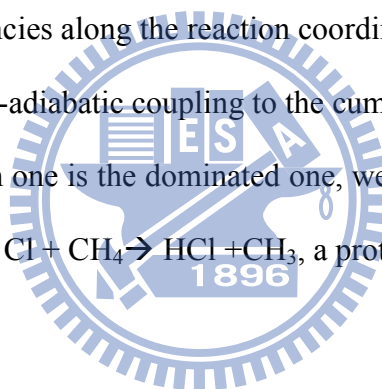 ncies along the reaction coordin
-adiabatic coupling to the cum
n one is the dominated one, we
Cl + CH₄→ HCl +CH₃, a prot
E S A
1896